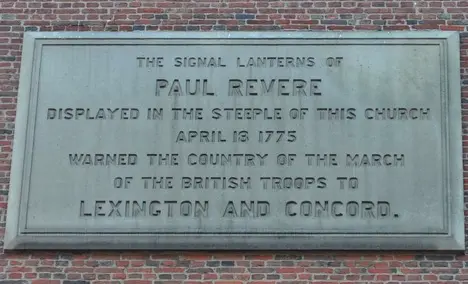 THE SIGNAL LANTERNS OF
PAUL REVERE
DISPLAYED IN THE STEEPLE OF THIS CHURCH
APRIL 18 1775
WARNED THE COUNTRY OF THE MARCH
OF THE BRITISH TROOPS TO
LEXINGTON AND CONCORD.